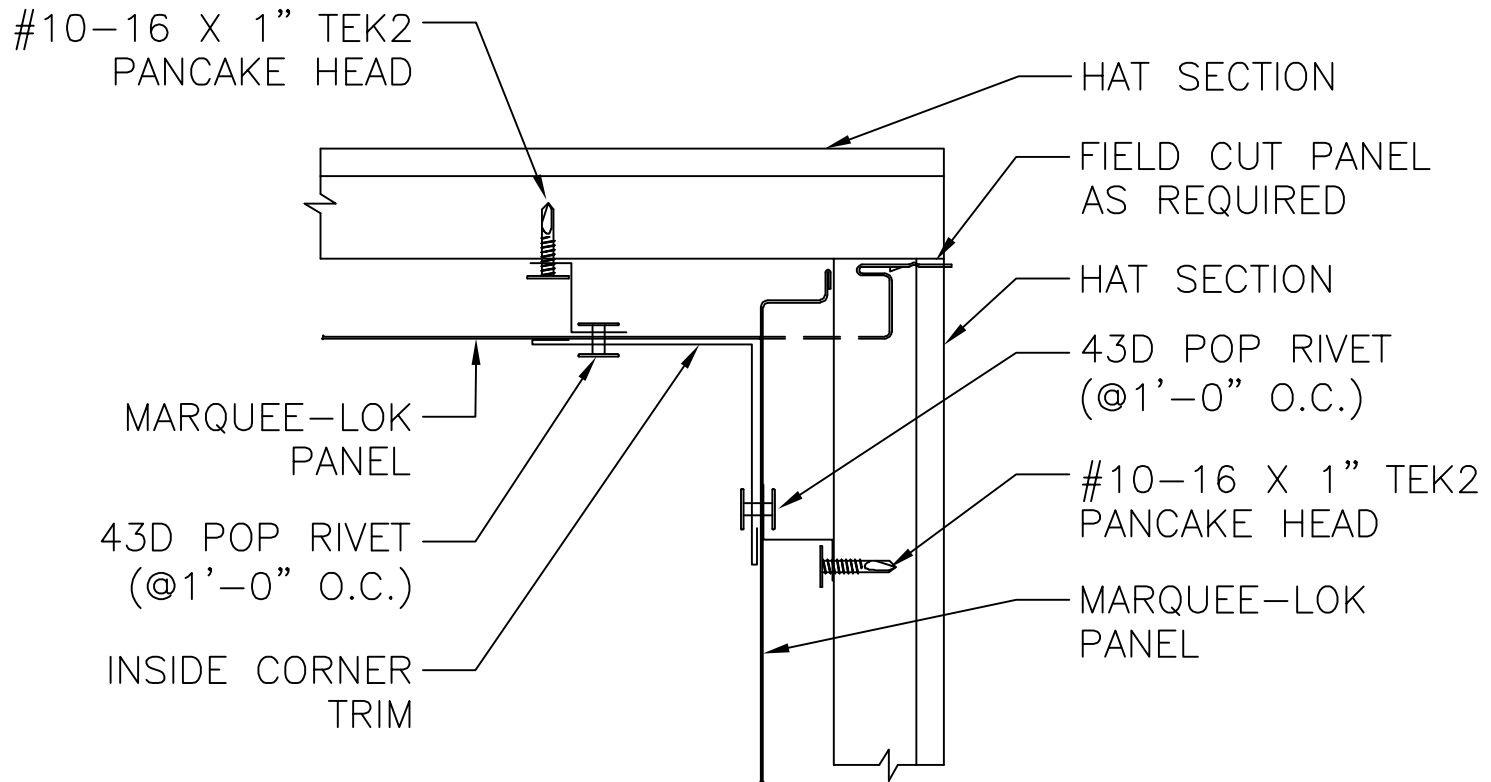 #10-16 X 1" TEK2
PANCAKE HEAD
MARQUEE-LOK
PANEL
43D POP RIVET
(@1'-0" O.C.)
INSIDE CORNER
TRIM
HAT SECTION
FIELD CUT PANEL
AS REQUIRED
HAT SECTION
43D POP RIVET
(@1'-0" O.C.)
#10-16 X 1" TEK2
PANCAKE HEAD
MARQUEE-LOK
PANEL